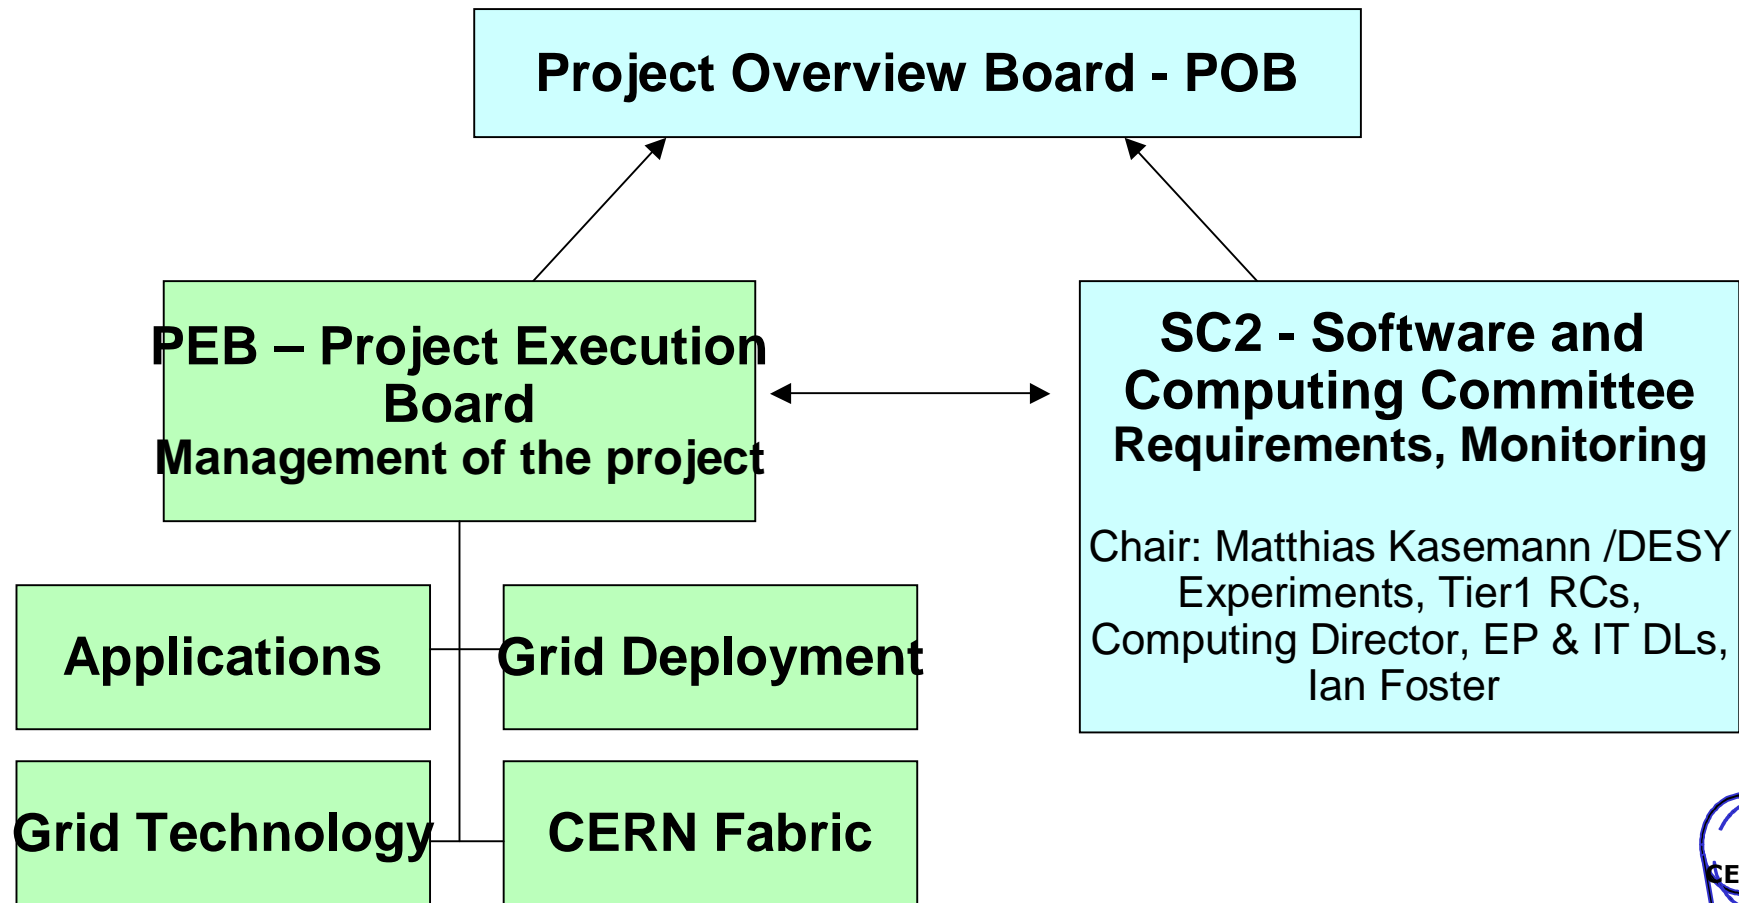 Project Overview Board - POB
PEB – Project Execution
Board
Management of the project
SC2 - Software and
Computing Committee
Requirements, Monitoring
Chair: Matthias Kasemann /DESY
Experiments, Tier1 RCs,
Computing Director, EP & IT DLs,
Ian Foster
Applications
Grid Deployment
Grid Technology
CERN Fabric
CE